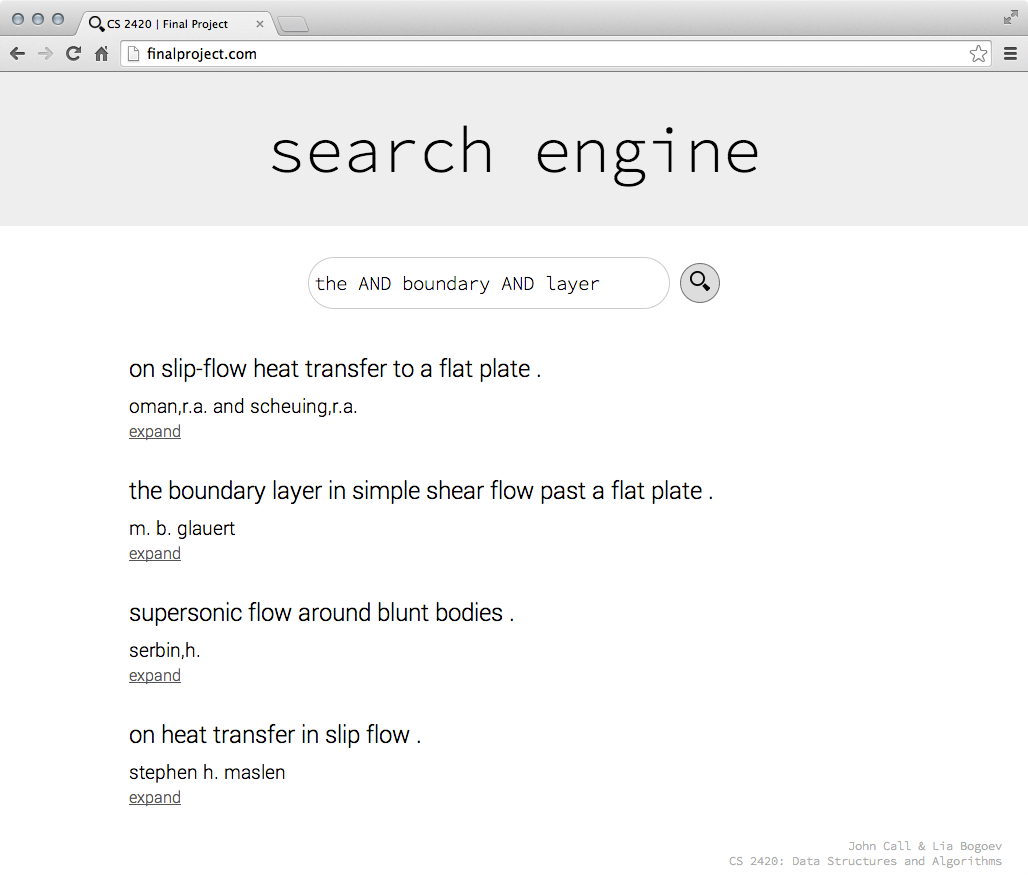 CS 2420 | Final Project
finalproject.com
search engine
the AND boundary AND layer
on slip-flow heat transfer to a flat plate .
oman,r.a. and scheuing,r.a.
expand
the boundary layer in simple shear flow past a flat plate .
m. b. glauert
expand
supersonic flow around blunt bodies .
serbin,h.
expand
on heat transfer in slip flow .
stephen h. maslen
expand
John Call & Lia Bogoev
CS 2420: Data Structures and Algorithms